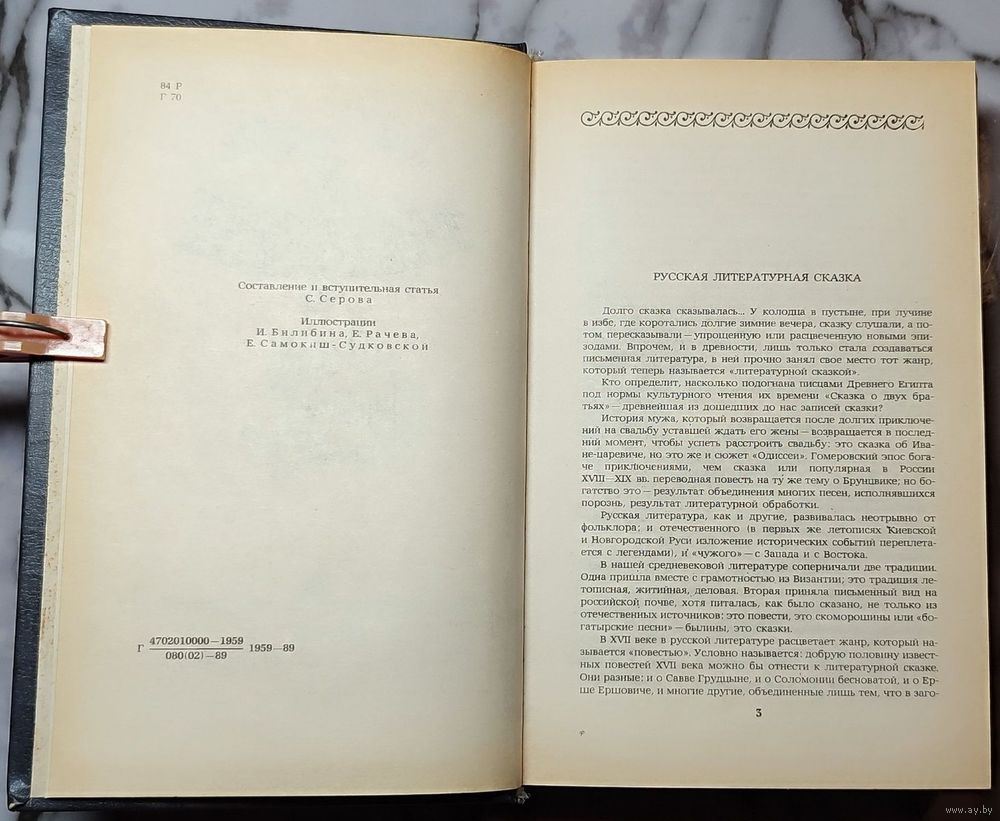 84 Р
Г 70
Составление и вступительная статья
С. Серова
Иллюстрации
И. Билибина, Е. Рачева,
Е. Самокиш-Судковской
Г 4702010000—1959 1959—89
080(02)—89
РУССКАЯ ЛИТЕРАТУРНАЯ СКАЗКА
Долго сказка сказывалась... У колодца в пустыне, при лучине
в избе, где коротались долгие зимние вечера, сказку слушали, а по-
том пересказывали — упрощенную или расцвеченную новыми эпи-
зодами. Впрочем, и в древности, лишь только стала создаваться
письменная литература, в ней прочно занял свое место тот жанр,
который теперь называется «литературной сказкой».
Кто определит, насколько подогнана писцами Древнего Египта
под нормы культурного чтения их времени «Сказка о двух бра-
тьях» — древнейшая из дошедших до нас записей сказки?
История мужа, который возвращается после долгих приключе-
ний на свадьбу уставшей ждать его жены — возвращается в послед-
ний момент, чтобы успеть расстроить свадьбу: это сказка об Ива-
не-царевиче, но это же и сюжет «Одиссеи». Гомеровский эпос бога-
че приключениями, чем сказка или популярная в России
XVIII—XIX вв. переводная повесть на ту же тему о Брунцвике; но бо-
гатство это — результат объединения многих песен, исполнявшихся
порознь, результат литературной обработки.
Русская литература, как и другие, развивалась неотрывно от
фольклора; и отечественного (в первых же летописях Киевской
и Новгородской Руси изложение исторических событий переплета-
ется с легендами), и «чужого» — с Запада и с Востока.
В нашей средневековой литературе соперничали две традиции.
Одна пришла вместе с грамотностью из Византии; это традиция ле-
тописная, житийная, деловая. Вторая приняла письменный вид на
российской почве, хотя питалась, как было сказано, не только из
отечественных источников: это повести, это скоморошины или «бо-
гатырские песни» — былины, это сказки.
В XVII веке в русской литературе расцветает жанр, который на-
зывается «повестью». Условно называется: добрую половину извест-
ных повестей XVII века можно бы отнести к литературной сказке.
Они разные: и о Савве Грудцыне, и о Соломонии бесноватой, и о Ер-
ше Ершовиче, и многие другие, объединенные лишь тем, что в заго-
3
www.ay.by